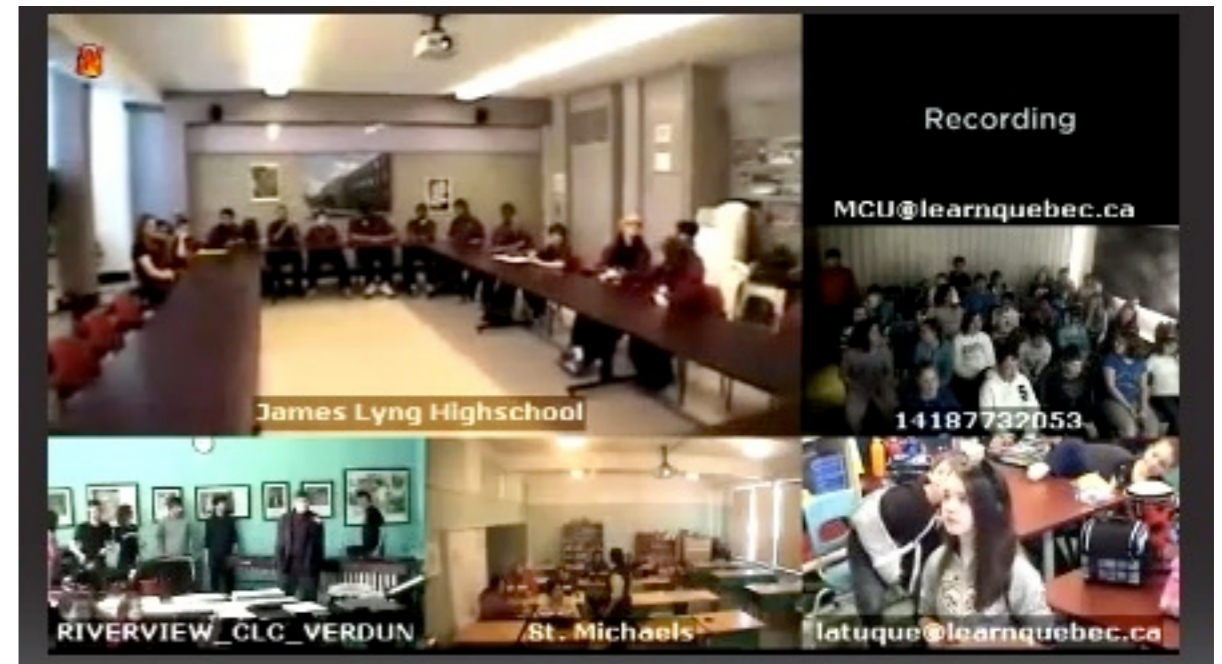 Recording
MCU@learnquebec.ca
James Lyng Highschool
14187732053
RIVERVIEW_CLC_VERDUN
St. Michaels
latuque@learnquebec.ca